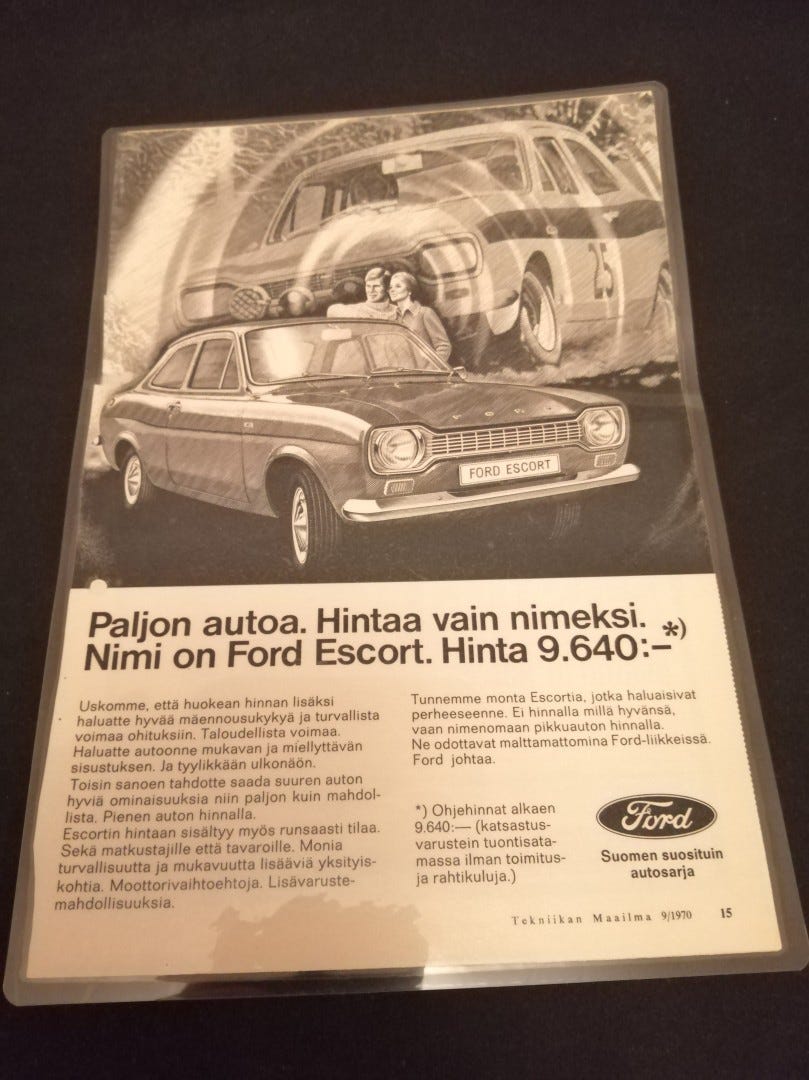 25
FORD
FORD ESCORT
Paljon autoa. Hintaa vain nimeksi.
Nimi on Ford Escort. Hinta 9.640:–*)
Uskomme, että huokean hinnan lisäksi
haluatte hyvää mäennousukykyä ja turvallista
voimaa ohituksiin. Taloudellista voimaa.
Haluatte autoonne mukavan ja miellyttävän
sisustuksen. Ja tyylikkään ulkonäön.
Toisin sanoen tahdotte saada suuren auton
hyviä ominaisuuksia niin paljon kuin mahdol-
lista. Pienen auton hinnalla.
Escortin hintaan sisältyy myös runsaasti tilaa.
Sekä matkustajille että tavaroille. Monia
turvallisuutta ja mukavuutta lisääviä yksityis-
kohtia. Moottorivaihtoehtoja. Lisävaruste-
mahdollisuuksia.
Tunnemme monta Escortia, jotka haluaisivat
perheeseenne. Ei hinnalla millä hyvänsä,
vaan nimenomaan pikkuauton hinnalla.
Ne odottavat malttamattomina Ford-liikkeissä.
Ford johtaa.
*) Ohjehinnat alkaen
9.640:— (katsastus-
varustein tuontisata-
massa ilman toimitus-
ja rahtikuluja.)
Ford
Suomen suosituin
autosarja
Tekniikan Maailma 9/1970 15